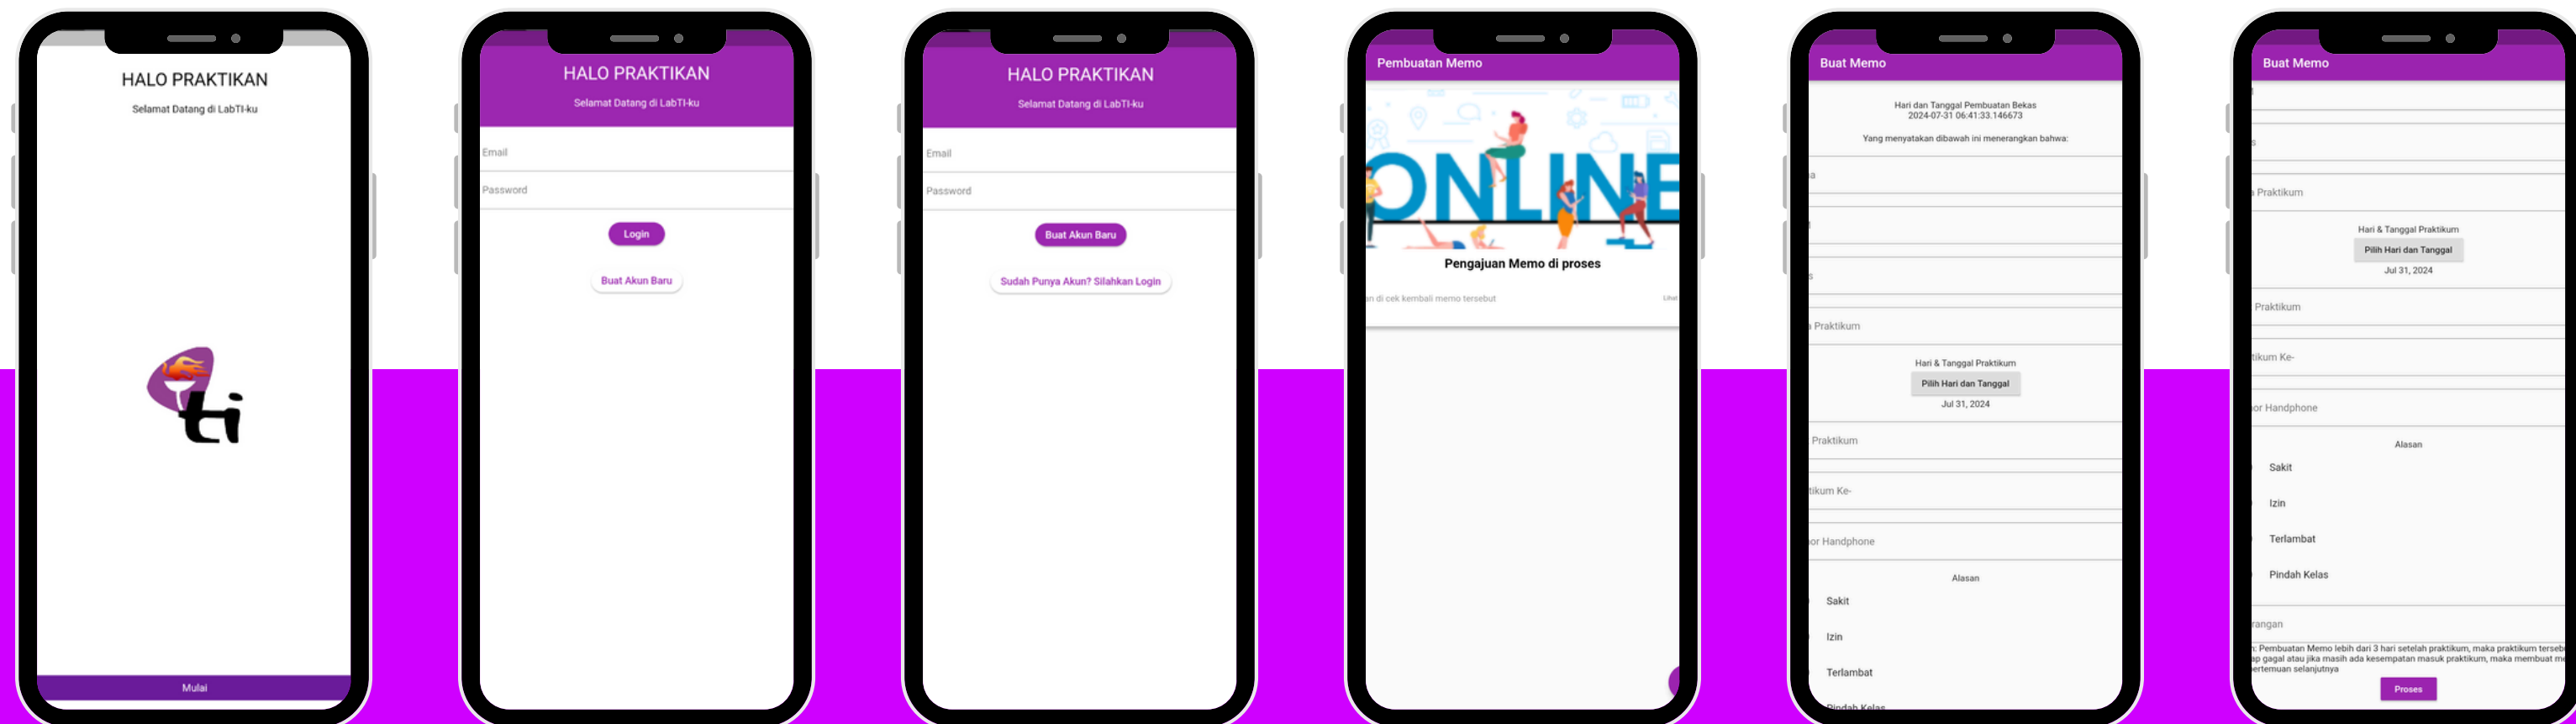 HALO PRAKTIKAN
Selamat Datang di LabTI-ku
ti
Mulai
HALO PRAKTIKAN
Selamat Datang di LabTI-ku
Email
Password
Login
Buat Akun Baru
HALO PRAKTIKAN
Selamat Datang di LabTI-ku
Email
Password
Buat Akun Baru
Sudah Punya Akun? Silahkan Login
Pembuatan Memo
ONLINE
Pengajuan Memo di proses
an di cek kembali memo tersebut
Lihat
Buat Memo
Hari dan Tanggal Pembuatan Bekas
2024-07-31 06:41:33.146673
Yang menyatakan dibawah ini menerangkan bahwa:
a Praktikum
Hari & Tanggal Praktikum
Pilih Hari dan Tanggal
Jul 31, 2024
Praktikum
tikum Ke-
or Handphone
Alasan
Sakit
Izin
Terlambat
Pindah Kelas
Buat Memo
a Praktikum
Hari & Tanggal Praktikum
Pilih Hari dan Tanggal
Jul 31, 2024
Praktikum
tikum Ke-
or Handphone
Alasan
Sakit
Izin
Terlambat
Pindah Kelas
rangan
: Pembuatan Memo lebih dari 3 hari setelah praktikum, maka praktikum terseb
ap gagal atau jika masih ada kesempatan masuk praktikum, maka membuat me
ertemuan selanjutnya
Proses